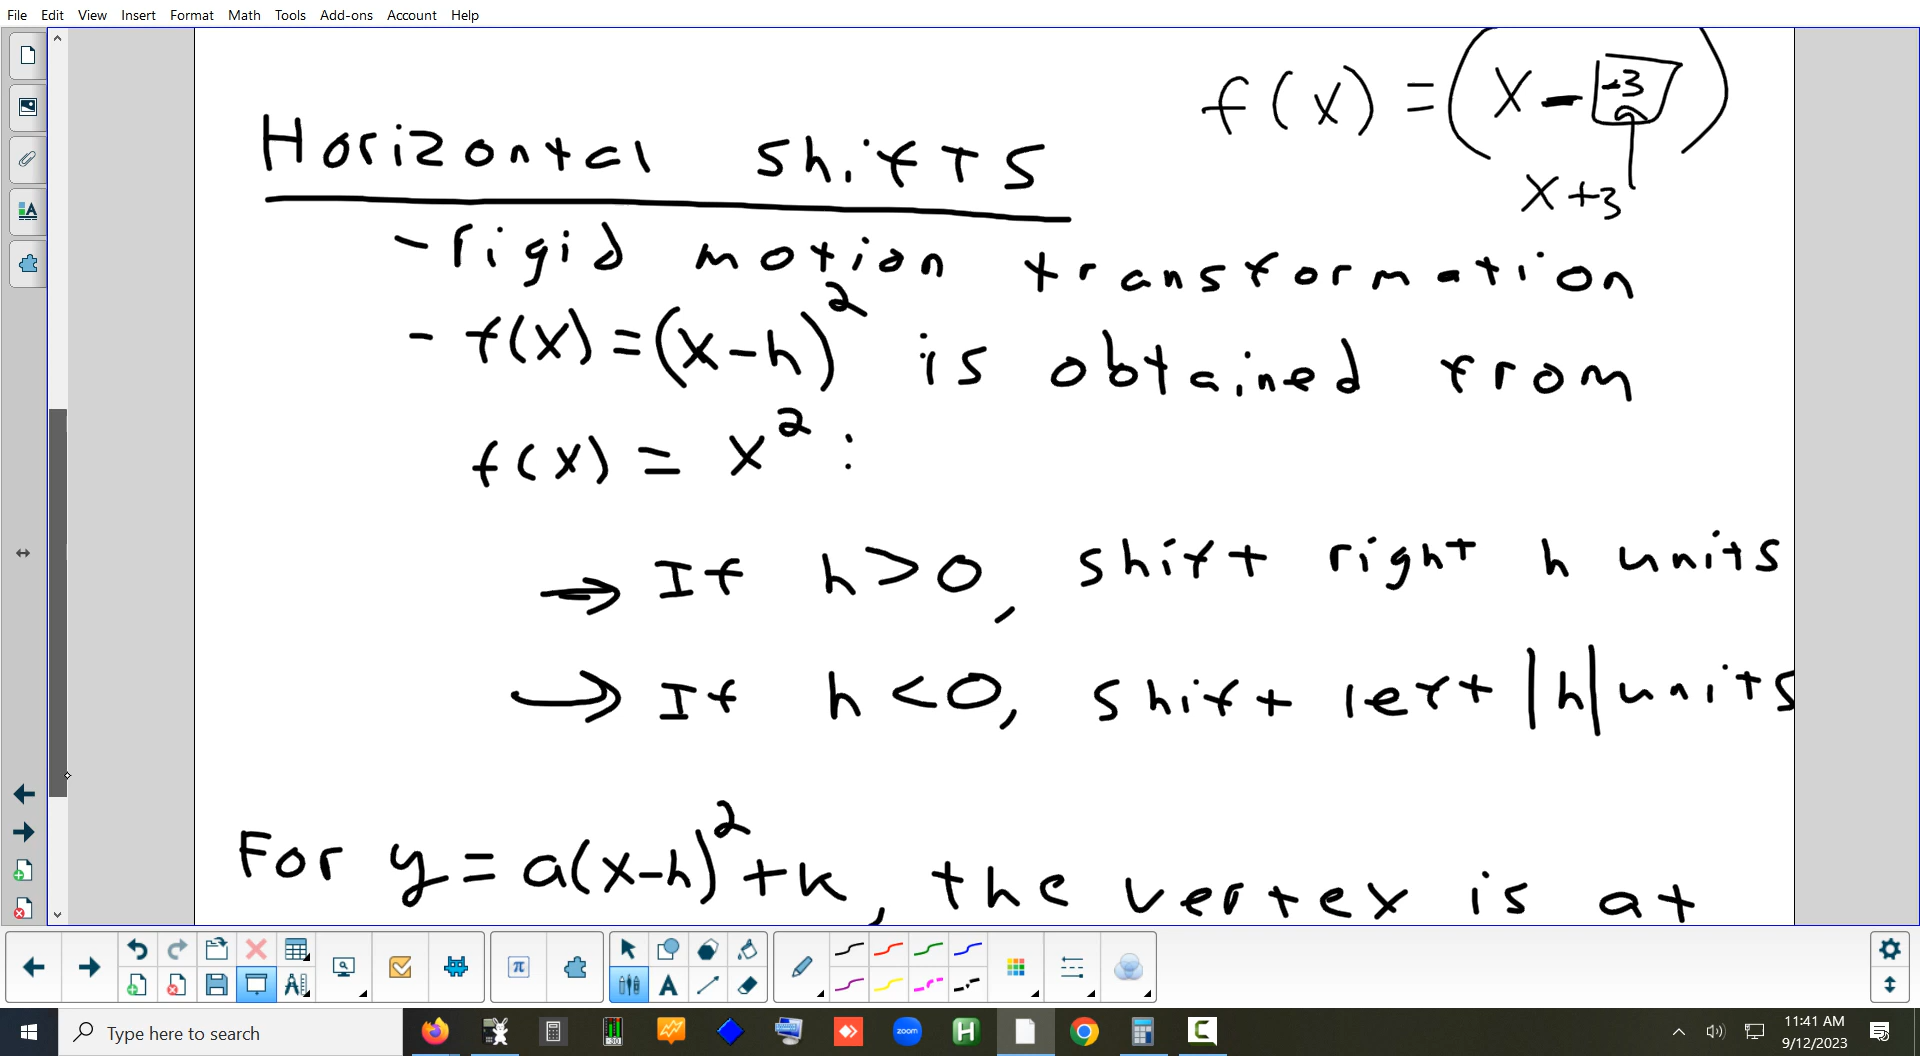 File Edit View Insert Format Math Tools Add-ons Account Help
f(x) = (x - -3)
x+3
Horizontal shifts
- rigid motion transformation
- f(x) = (x-h)² is obtained from
f(x) = x² :
→ If h > 0, shift right h units
→ If h < 0, shift left |h| units
For y = a(x-h)² + k, the vertex is at
π
A
Type here to search
zoom
H
C
11:41 AM
9/12/2023